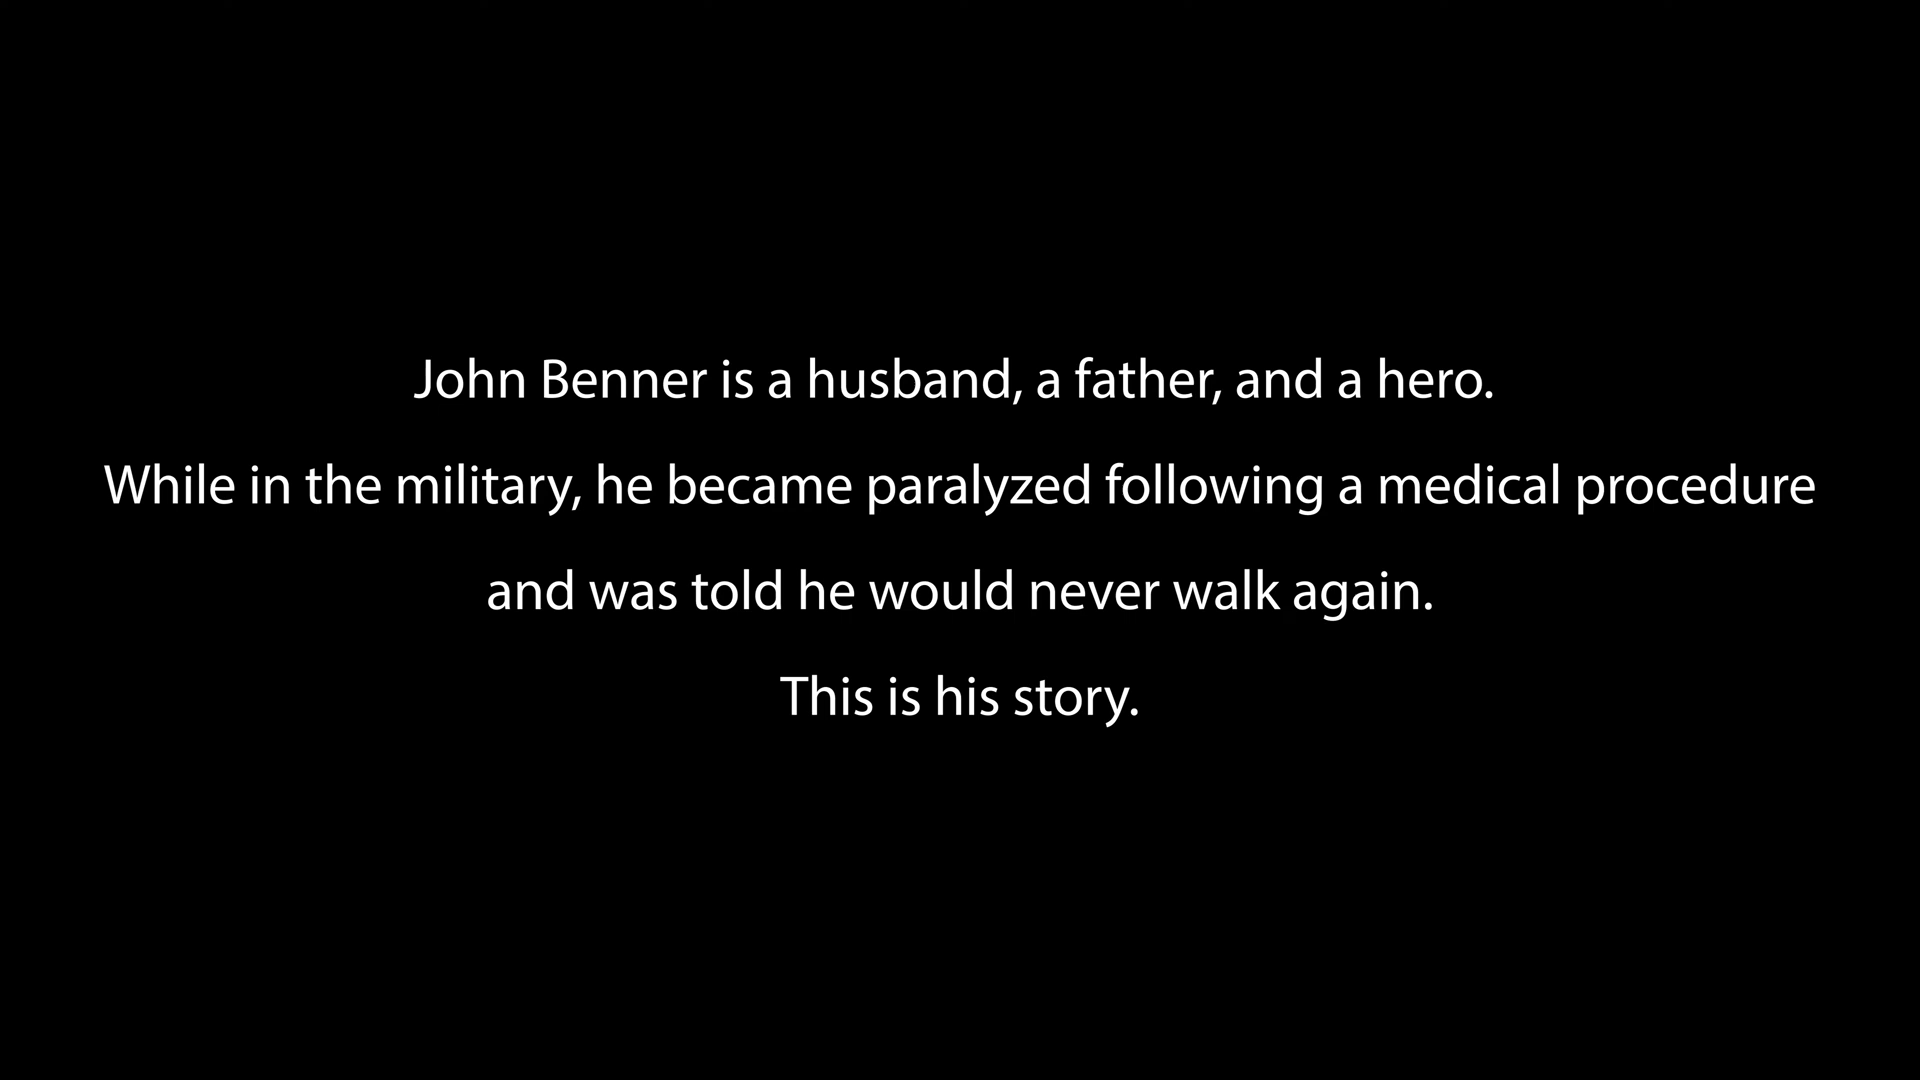 John Benner is a husband, a father, and a hero.
While in the military, he became paralyzed following a medical procedure
and was told he would never walk again.
This is his story.